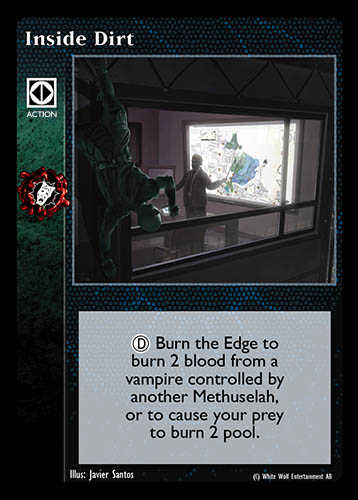 Inside Dirt
ACTION
D Burn the Edge to
burn 2 blood from a
vampire controlled by
another Methuselah,
or to cause your prey
to burn 2 pool.
Illus: Javier Santos
(C) White Wolf Entertainment AB